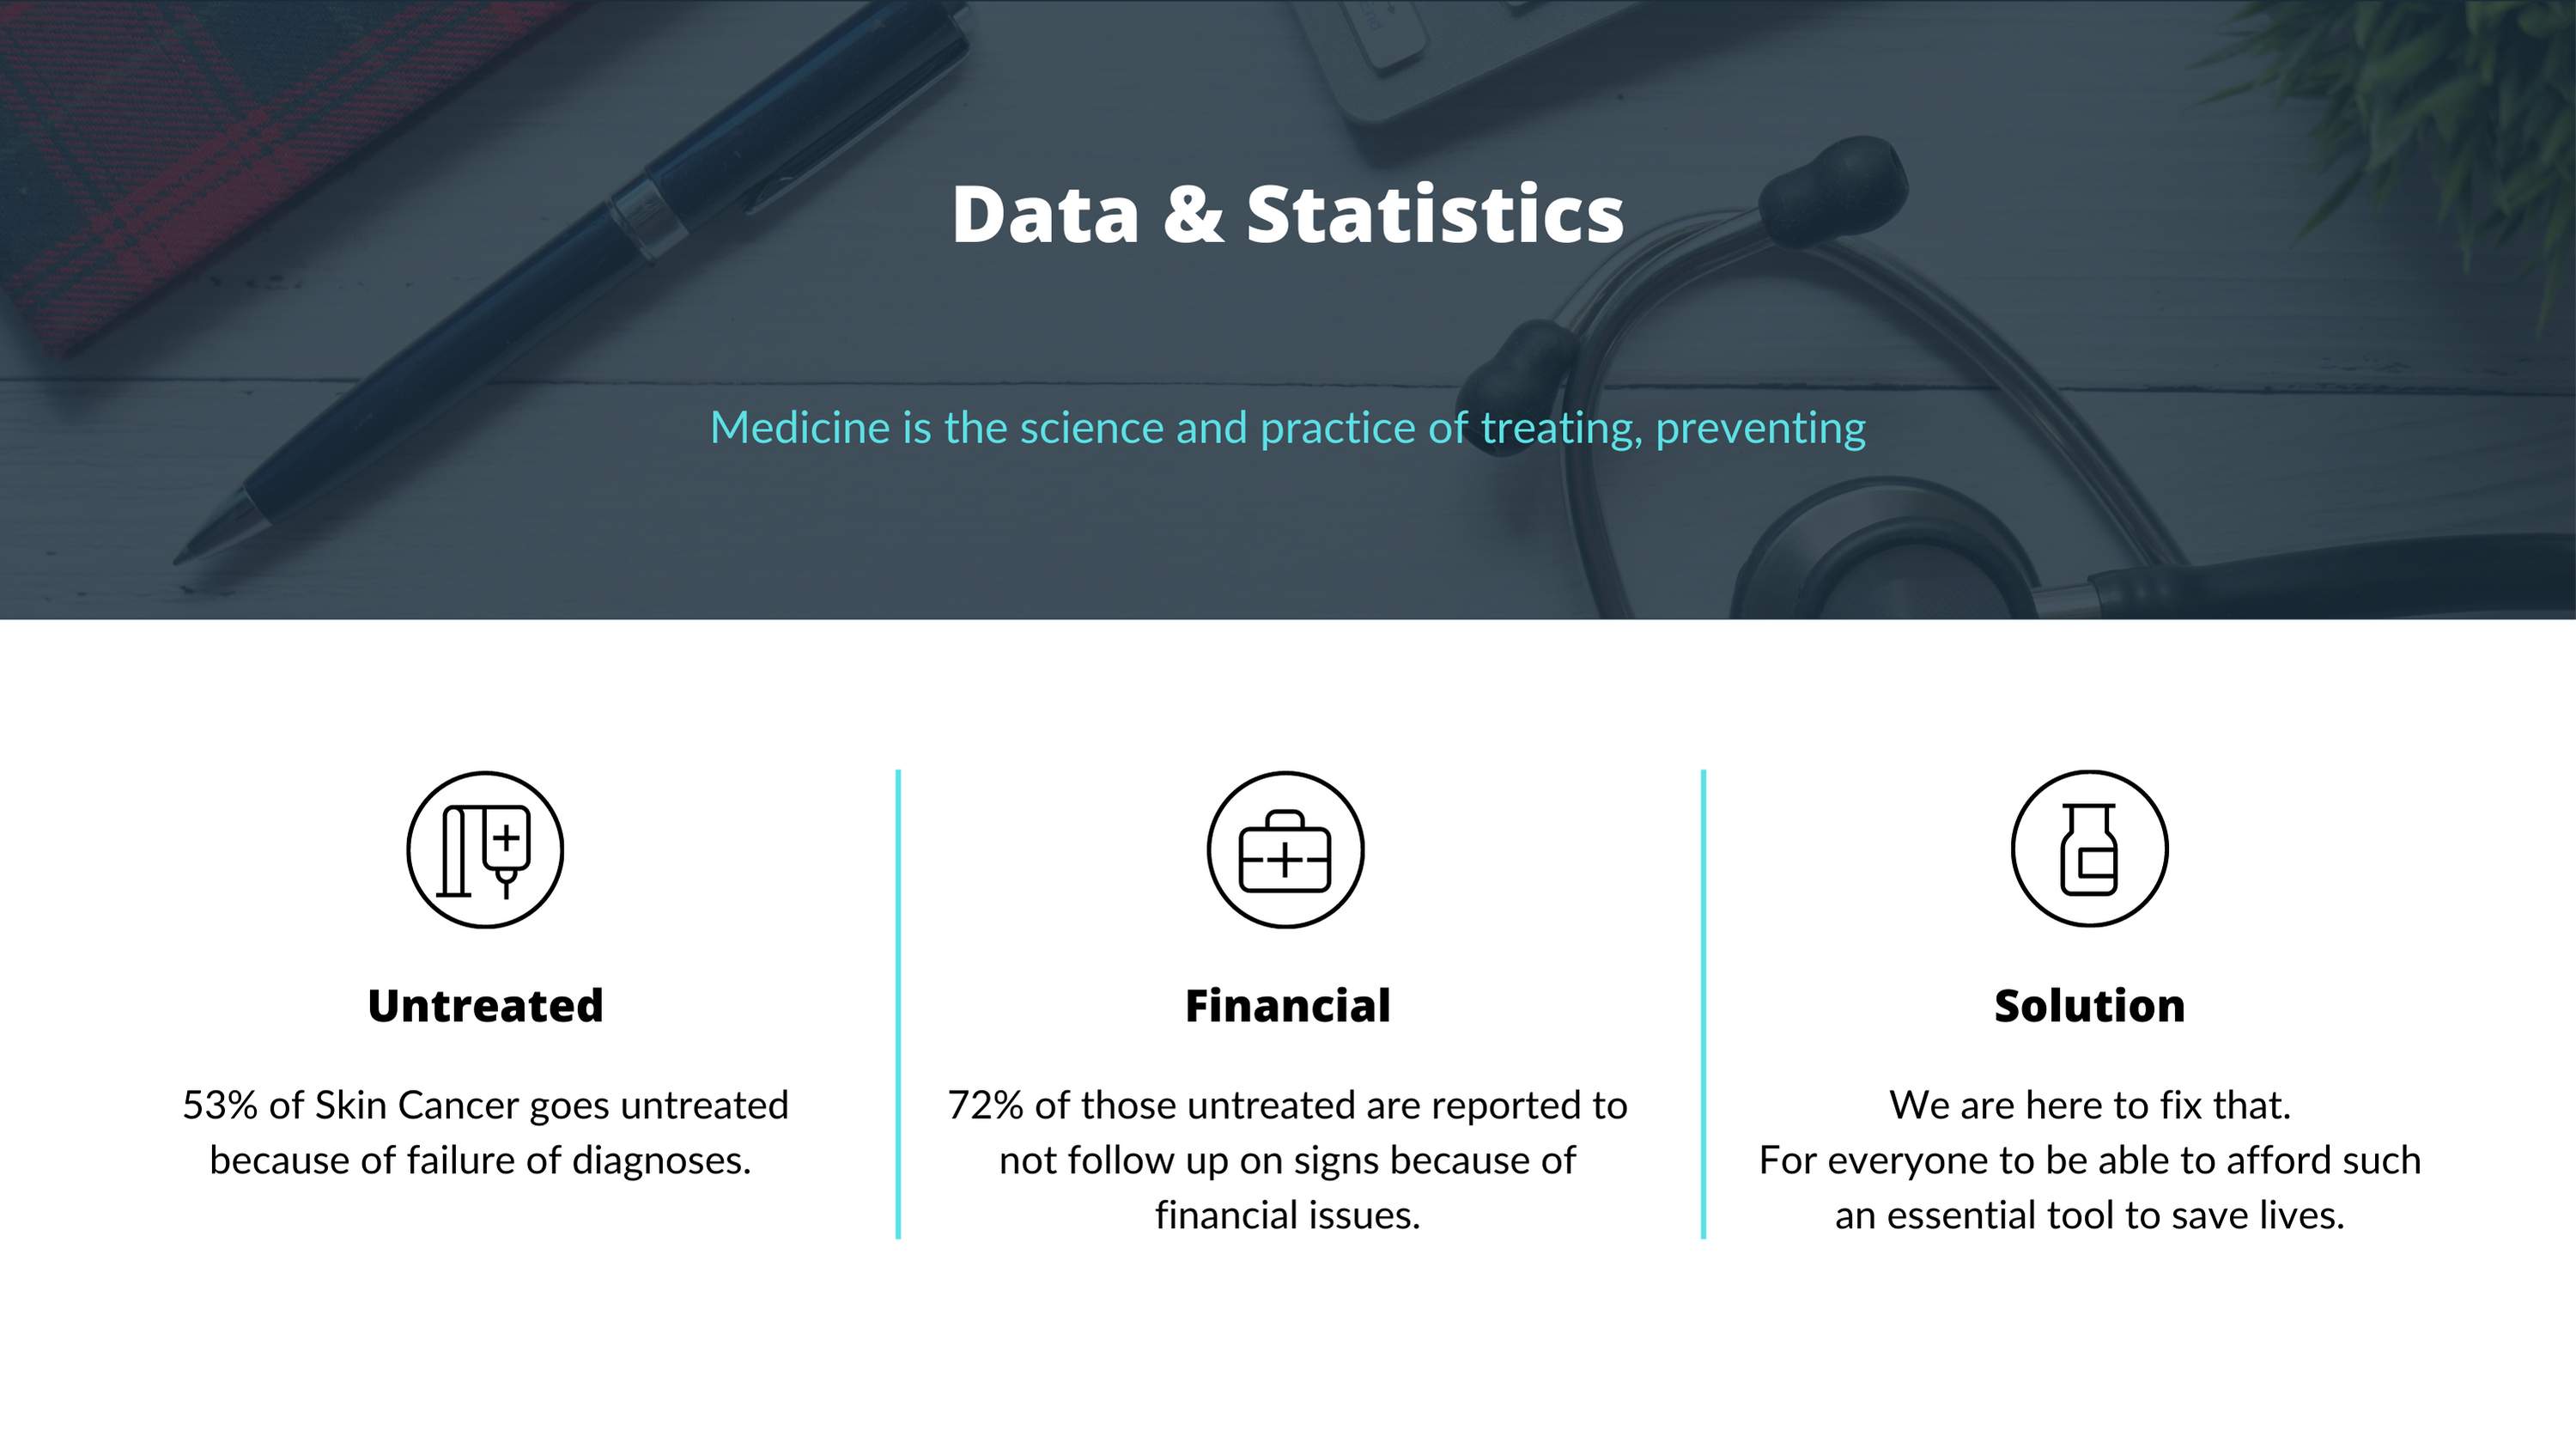 Data & Statistics
Medicine is the science and practice of treating, preventing
Untreated
53% of Skin Cancer goes untreated
because of failure of diagnoses.
Financial
72% of those untreated are reported to
not follow up on signs because of
financial issues.
Solution
We are here to fix that.
For everyone to be able to afford such
an essential tool to save lives.